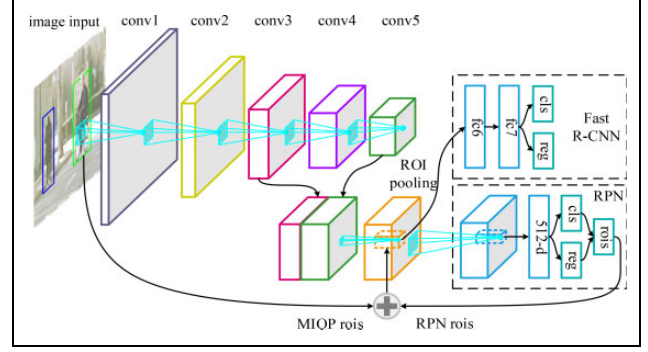 image input conv1 conv2 conv3 conv4 conv5
cls
fc6
fc7
reg
Fast
R-CNN
ROI
pooling
RPN
cls
512-d
reg
rois
MIOP rois
RPN rois